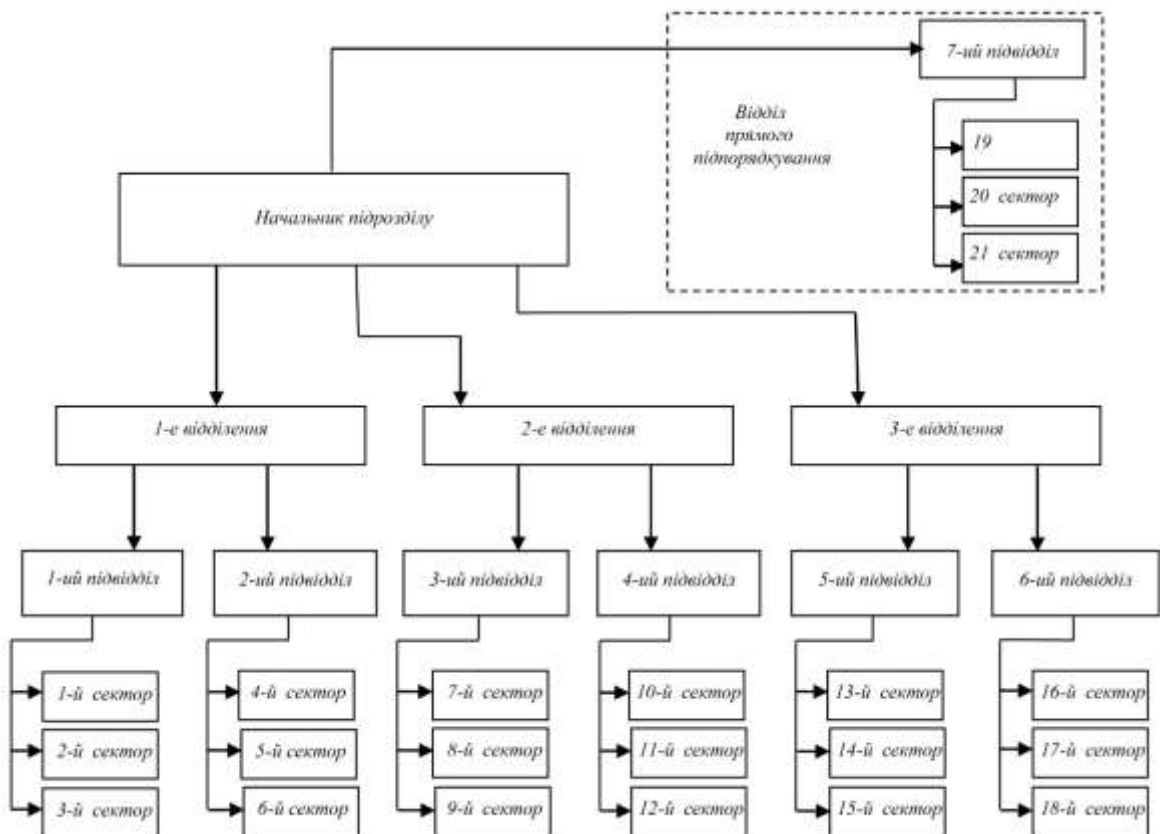 7-ий підвідділ
Відділ
прямого
підпорядкування
19
20 сектор
21 сектор
Начальник підрозділу
1-е відділення
2-е відділення
3-е відділення
1-ий підвідділ
2-ий підвідділ
3-ий підвідділ
4-ий підвідділ
5-ий підвідділ
6-ий підвідділ
1-й сектор
4-й сектор
7-й сектор
10-й сектор
13-й сектор
16-й сектор
2-й сектор
5-й сектор
8-й сектор
11-й сектор
14-й сектор
17-й сектор
3-й сектор
6-й сектор
9-й сектор
12-й сектор
15-й сектор
18-й сектор